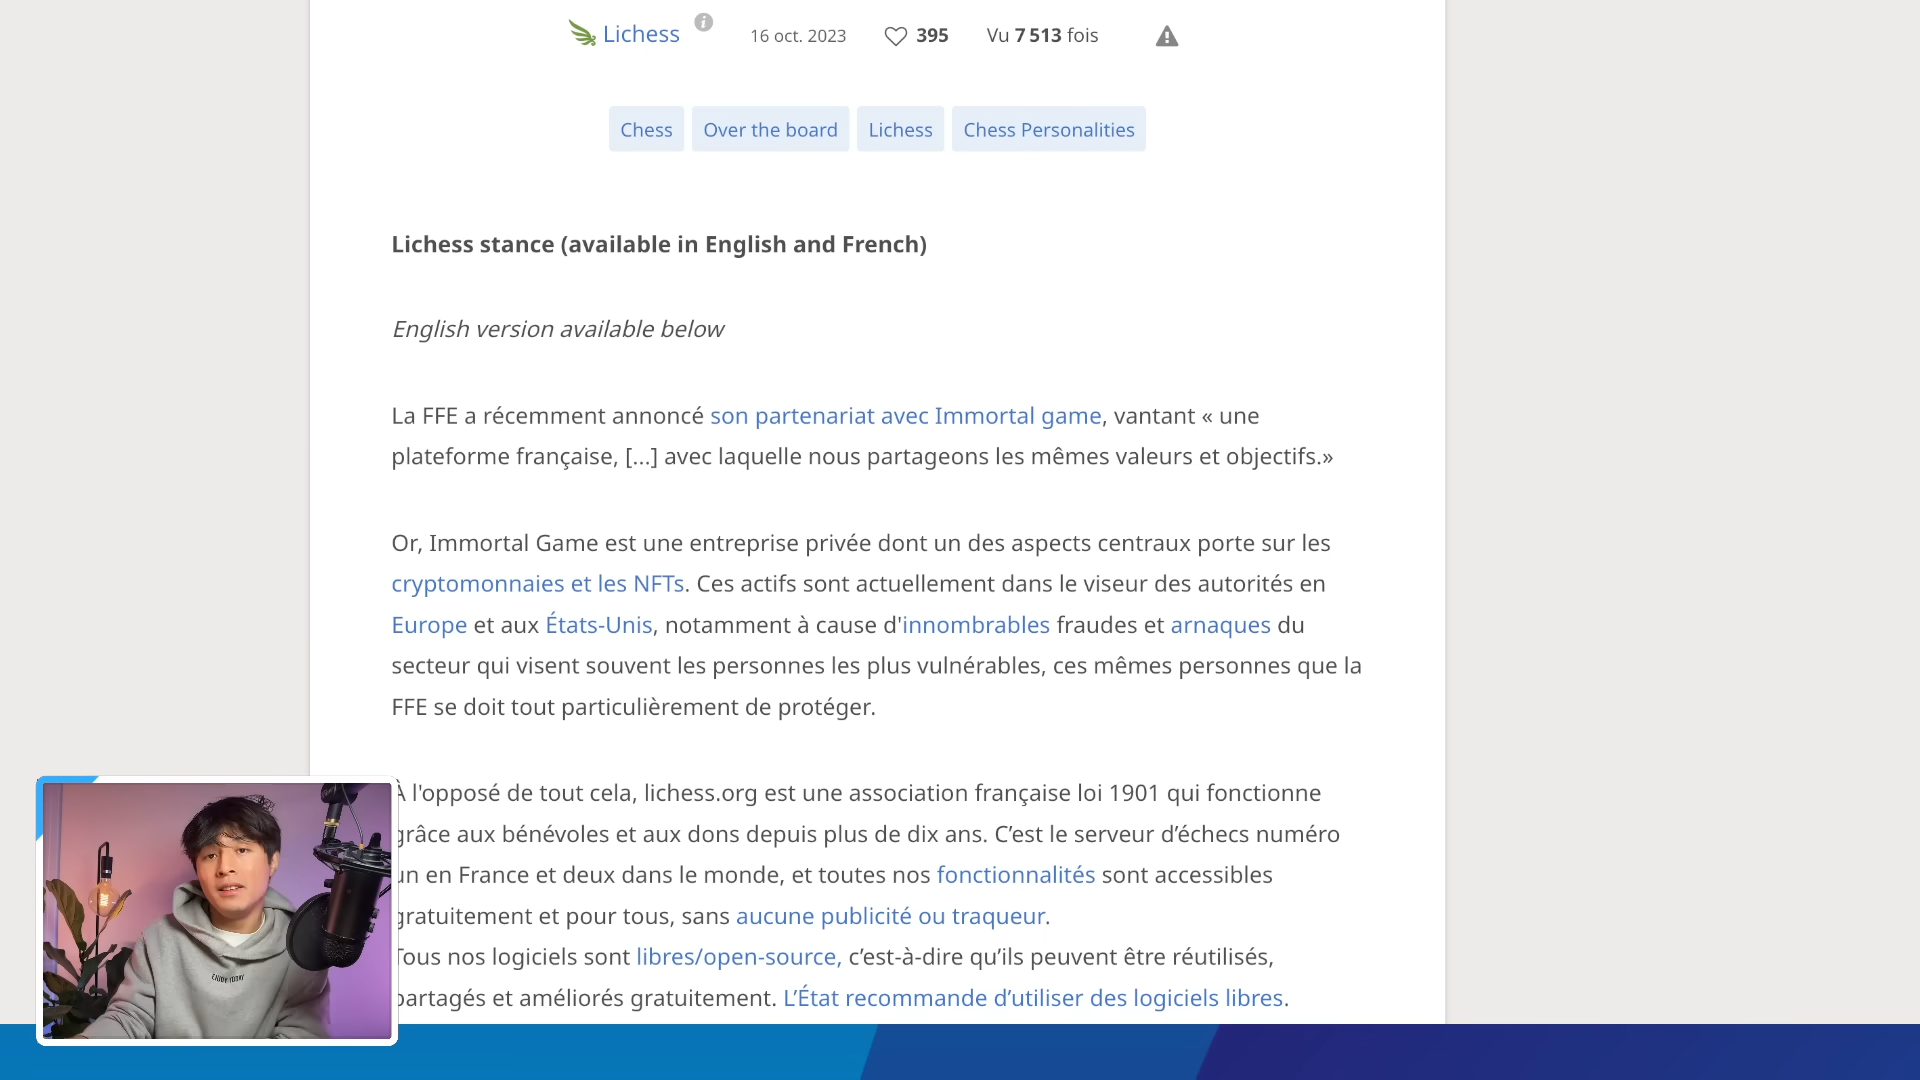 Lichess
16 oct. 2023
395
Vu 7 513 fois
Chess
Over the board
Lichess
Chess Personalities
Lichess stance (available in English and French)
English version available below
La FFE a récemment annoncé son partenariat avec Immortal game, vantant « une
plateforme française, [...] avec laquelle nous partageons les mêmes valeurs et objectifs.»
Or, Immortal Game est une entreprise privée dont un des aspects centraux porte sur les
cryptomonnaies et les NFTs. Ces actifs sont actuellement dans le viseur des autorités en
Europe et aux États-Unis, notamment à cause d'innombrables fraudes et arnaques du
secteur qui visent souvent les personnes les plus vulnérables, ces mêmes personnes que la
FFE se doit tout particulièrement de protéger.
À l'opposé de tout cela, lichess.org est une association française loi 1901 qui fonctionne
grâce aux bénévoles et aux dons depuis plus de dix ans. C’est le serveur d’échecs numéro
un en France et deux dans le monde, et toutes nos fonctionnalités sont accessibles
gratuitement et pour tous, sans aucune publicité ou traqueur.
Tous nos logiciels sont libres/open-source, c’est-à-dire qu’ils peuvent être réutilisés,
partagés et améliorés gratuitement. L’État recommande d’utiliser des logiciels libres.
ENJOY TODAY